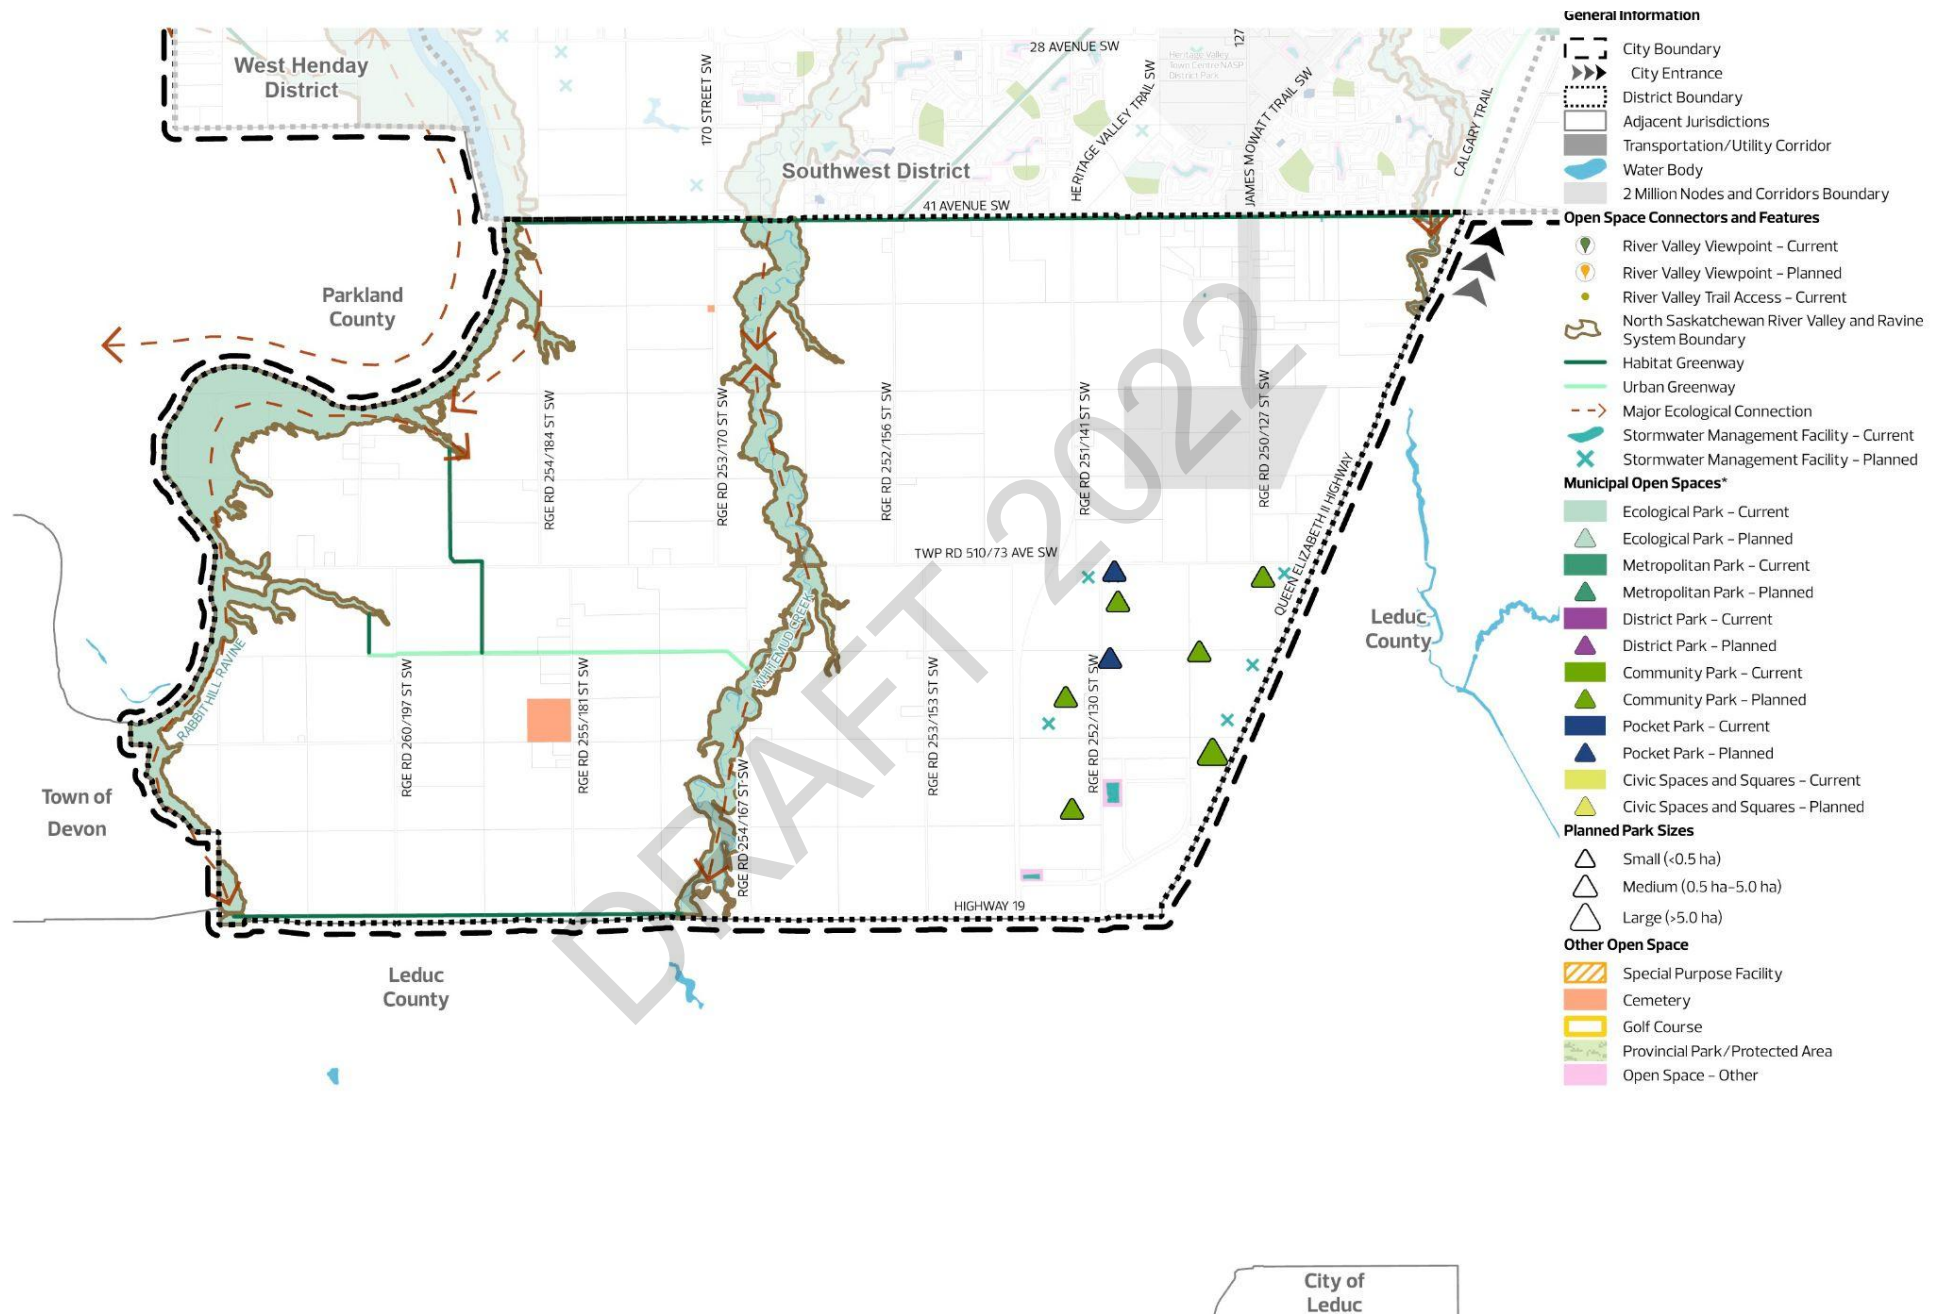 General Information
City Boundary
City Entrance
District Boundary
Adjacent Jurisdictions
Transportation/Utility Corridor
Water Body
2 Million Nodes and Corridors Boundary
Open Space Connectors and Features
River Valley Viewpoint – Current
River Valley Viewpoint – Planned
River Valley Trail Access – Current
North Saskatchewan River Valley and Ravine
System Boundary
Habitat Greenway
Urban Greenway
Major Ecological Connection
Stormwater Management Facility – Current
Stormwater Management Facility – Planned
Municipal Open Spaces*
Ecological Park – Current
Ecological Park – Planned
Metropolitan Park – Current
Metropolitan Park – Planned
District Park – Current
District Park – Planned
Community Park – Current
Community Park – Planned
Pocket Park – Current
Pocket Park – Planned
Civic Spaces and Squares – Current
Civic Spaces and Squares – Planned
Planned Park Sizes
Small (<0.5 ha)
Medium (0.5 ha–5.0 ha)
Large (>5.0 ha)
Other Open Space
Special Purpose Facility
Cemetery
Golf Course
Provincial Park/Protected Area
Open Space – Other
West Henday
District
170 STREET SW
28 AVENUE SW
127
Heritage Valley
Town Centre NASP
District Park
HERITAGE VALLEY TRAIL SW
JAMES MOWATT TRAIL SW
CALGARY TRAIL
Southwest District
41 AVENUE SW
Parkland
County
RGE RD 254/184 ST SW
RGE RD 253/170 ST SW
RGE RD 252/156 ST SW
RGE RD 251/141 ST SW
RGE RD 250/127 ST SW
QUEEN ELIZABETH II HIGHWAY
TWP RD 510/73 AVE SW
Leduc
County
WHITEMUD CREEK
RABBIT HILL RAVINE
RGE RD 260/197 ST SW
RGE RD 255/181 ST SW
RGE RD 254/167 ST SW
RGE RD 253/153 ST SW
RGE RD 252/130 ST SW
Town of
Devon
HIGHWAY 19
Leduc
County
DRAFT 2022
City of
Leduc